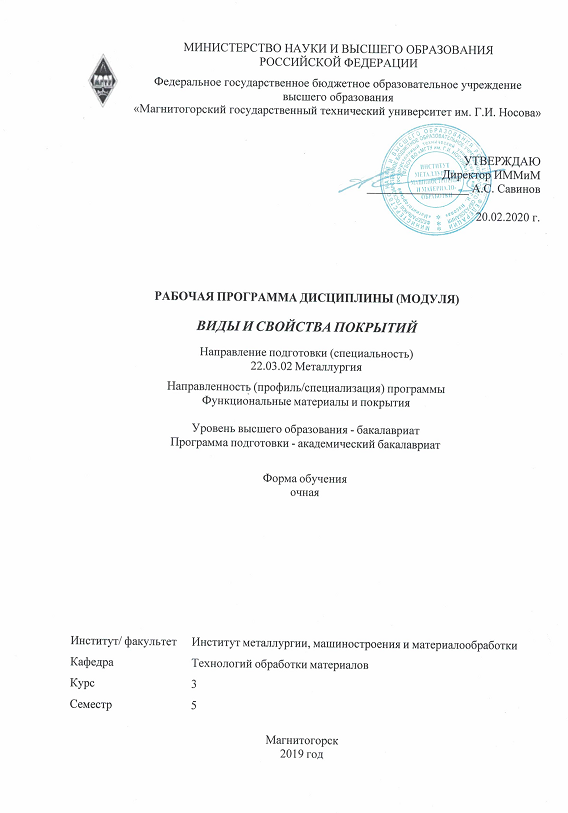 МИНИСТЕРСТВО НАУКИ И ВЫСШЕГО ОБРАЗОВАНИЯ
РОССИЙСКОЙ ФЕДЕРАЦИИ
Федеральное государственное бюджетное образовательное учреждение
высшего образования
«Магнитогорский государственный технический университет им. Г.И. Носова»
УТВЕРЖДАЮ
Директор ИММиМ
А.С. Савинов
20.02.2020 г.
РАБОЧАЯ ПРОГРАММА ДИСЦИПЛИНЫ (МОДУЛЯ)
ВИДЫ И СВОЙСТВА ПОКРЫТИЙ
Направление подготовки (специальность)
22.03.02 Металлургия
Направленность (профиль/специализация) программы
Функциональные материалы и покрытия
Уровень высшего образования - бакалавриат
Программа подготовки - академический бакалавриат
Форма обучения
очная
Институт/ факультет Институт металлургии, машиностроения и материалообработки
Кафедра Технологий обработки материалов
Курс 3
Семестр 5
Магнитогорск
2019 год